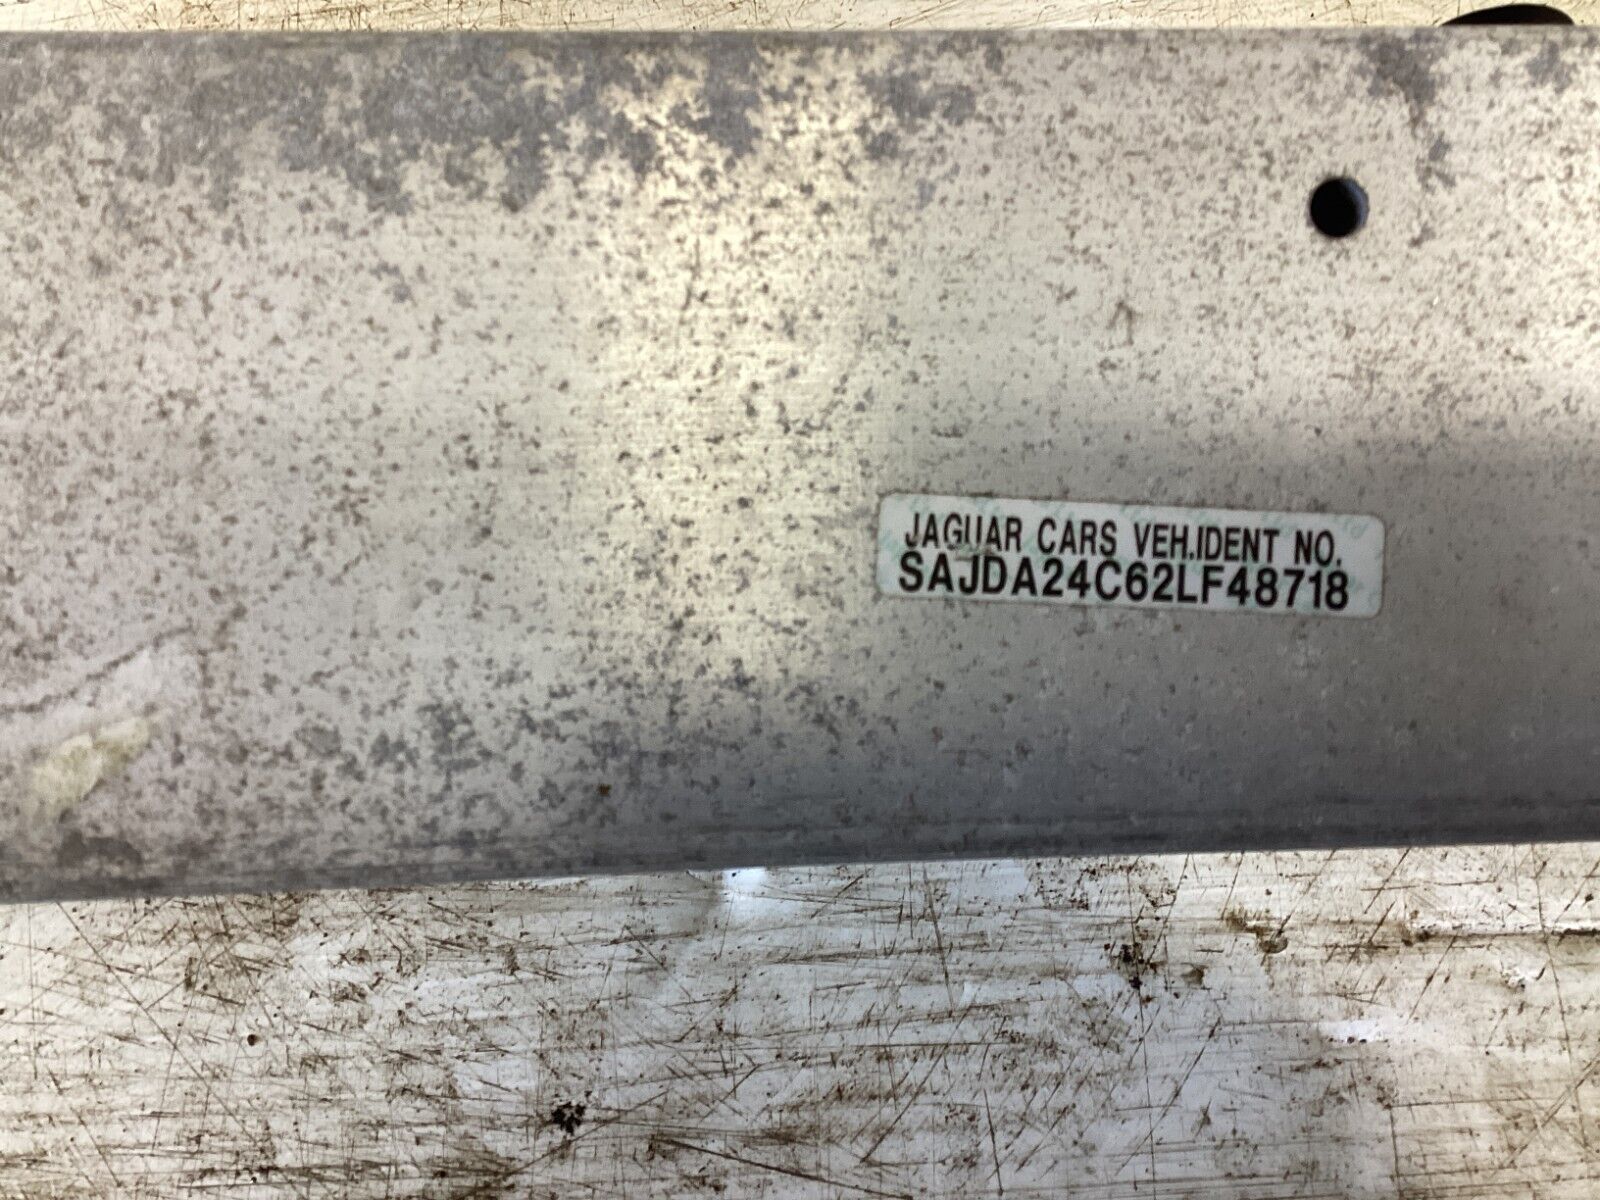 JAGUAR CARS VEH.IDENT NO.
SAJDA24C62LF48718